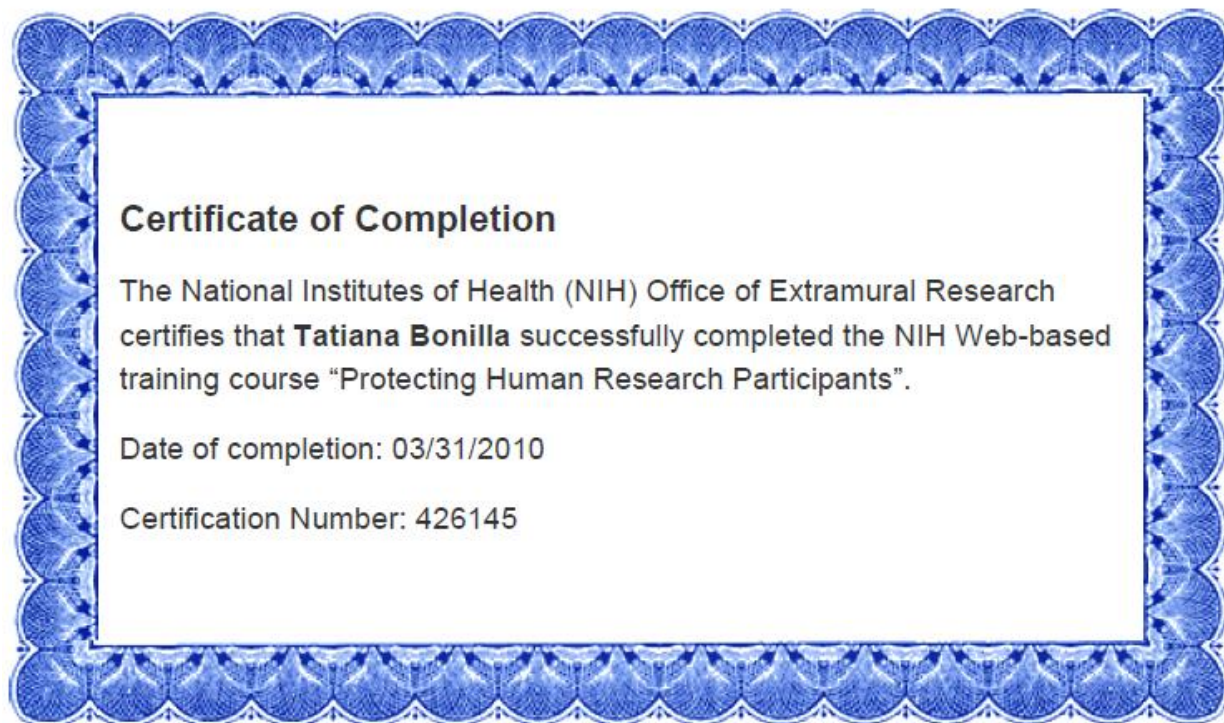 Certificate of Completion
The National Institutes of Health (NIH) Office of Extramural Research
certifies that Tatiana Bonilla successfully completed the NIH Web-based
training course “Protecting Human Research Participants”.
Date of completion: 03/31/2010
Certification Number: 426145